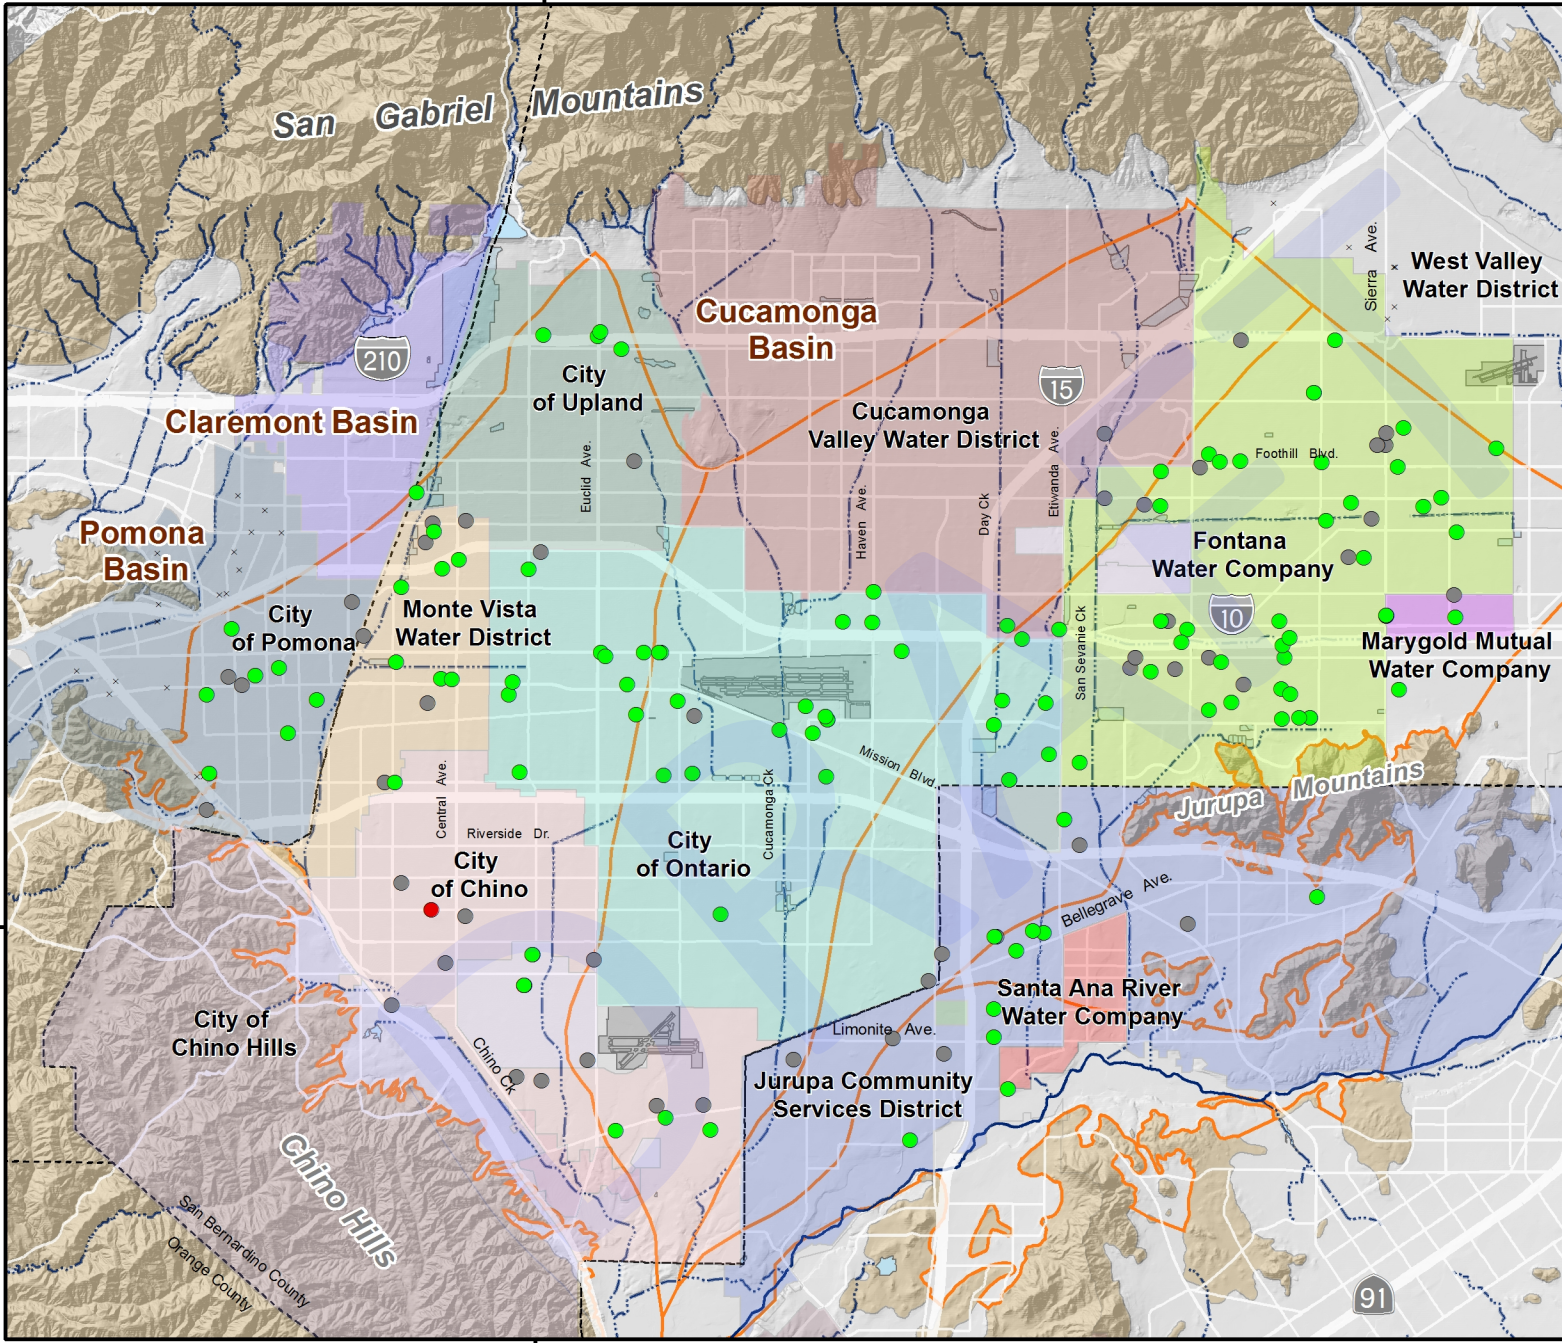 San Gabriel Mountains
West Valley
Water District
Sierra Ave.
Cucamonga
Basin
210
City
of Upland
15
Cucamonga
Valley Water District
Claremont Basin
Euclid Ave.
Haven Ave.
Day Ck
Etiwanda Ave.
Foothill Blvd.
Pomona
Basin
Fontana
Water Company
City
of Pomona
Monte Vista
Water District
10
San Sevaine Ck
Marygold Mutual
Water Company
Mission Blvd.
Jurupa Mountains
Central Ave.
Riverside Dr.
Cucamonga Ck
City
of Chino
City
of Ontario
Bellegrave Ave.
Santa Ana River
Water Company
City of
Chino Hills
Limonite Ave.
Chino Ck
Jurupa Community
Services District
Chino Hills
San Bernardino County
Orange County
91
DRAFT